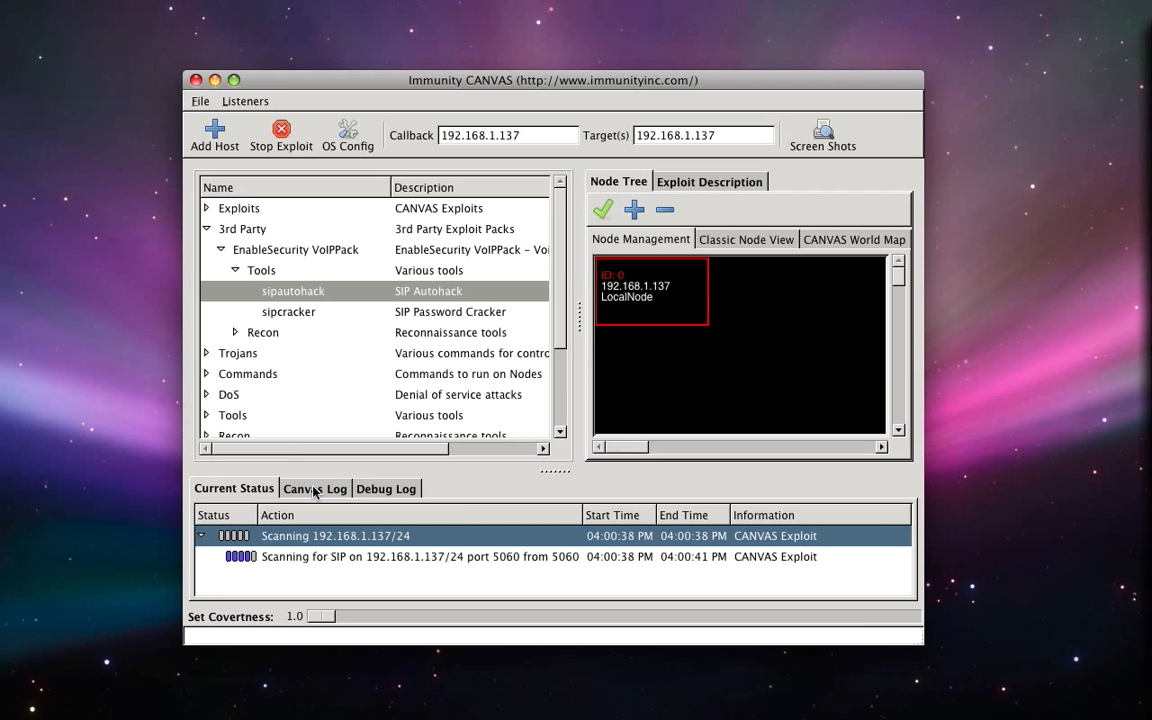 Immunity CANVAS (http://www.immunityinc.com/)
File Listeners
Add Host Stop Exploit OS Config Callback 192.168.1.137 Target(s) 192.168.1.137 Screen Shots
Name Description
Exploits CANVAS Exploits
3rd Party 3rd Party Exploit Packs
EnableSecurity VoIPPack EnableSecurity VoIPPack – Voi
Tools Various tools
sipautohack SIP Autohack
sipcracker SIP Password Cracker
Recon Reconnaissance tools
Trojans Various commands for contro
Commands Commands to run on Nodes
DoS Denial of service attacks
Tools Various tools
Recon Reconnaissance tools
Node Tree Exploit Description
Node Management Classic Node View CANVAS World Map
ID: 0
192.168.1.137
LocalNode
Current Status Canvas Log Debug Log
Status Action Start Time End Time Information
Scanning 192.168.1.137/24 04:00:38 PM 04:00:38 PM CANVAS Exploit
Scanning for SIP on 192.168.1.137/24 port 5060 from 5060 04:00:38 PM 04:00:41 PM CANVAS Exploit
Set Covertness: 1.0